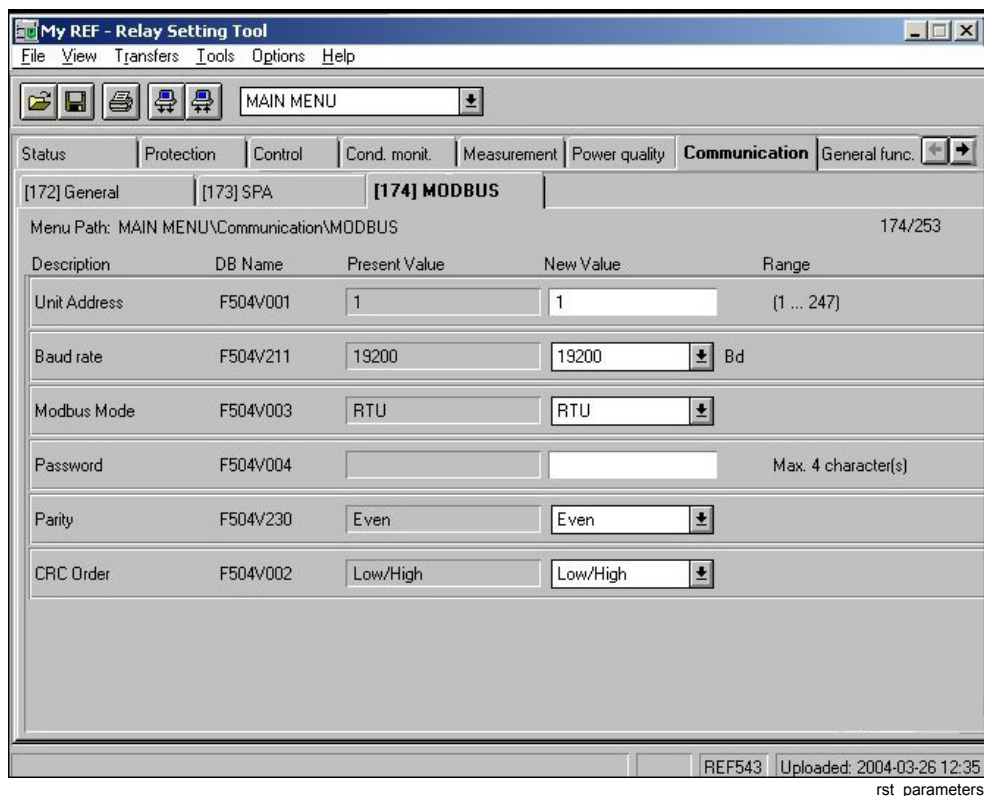 My REF - Relay Setting Tool
File View Transfers Tools Options Help
MAIN MENU
Status Protection Control Cond. monit. Measurement Power quality Communication General func.
[172] General [173] SPA [174] MODBUS
Menu Path: MAIN MENU\Communication\MODBUS 174/253
Description DB Name Present Value New Value Range
Unit Address F504V001 1 1 (1 ... 247)
Baud rate F504V211 19200 19200 Bd
Modbus Mode F504V003 RTU RTU
Password F504V004 Max. 4 character(s)
Parity F504V230 Even Even
CRC Order F504V002 Low/High Low/High
REF543 Uploaded: 2004-03-26 12:35
rst_parameters